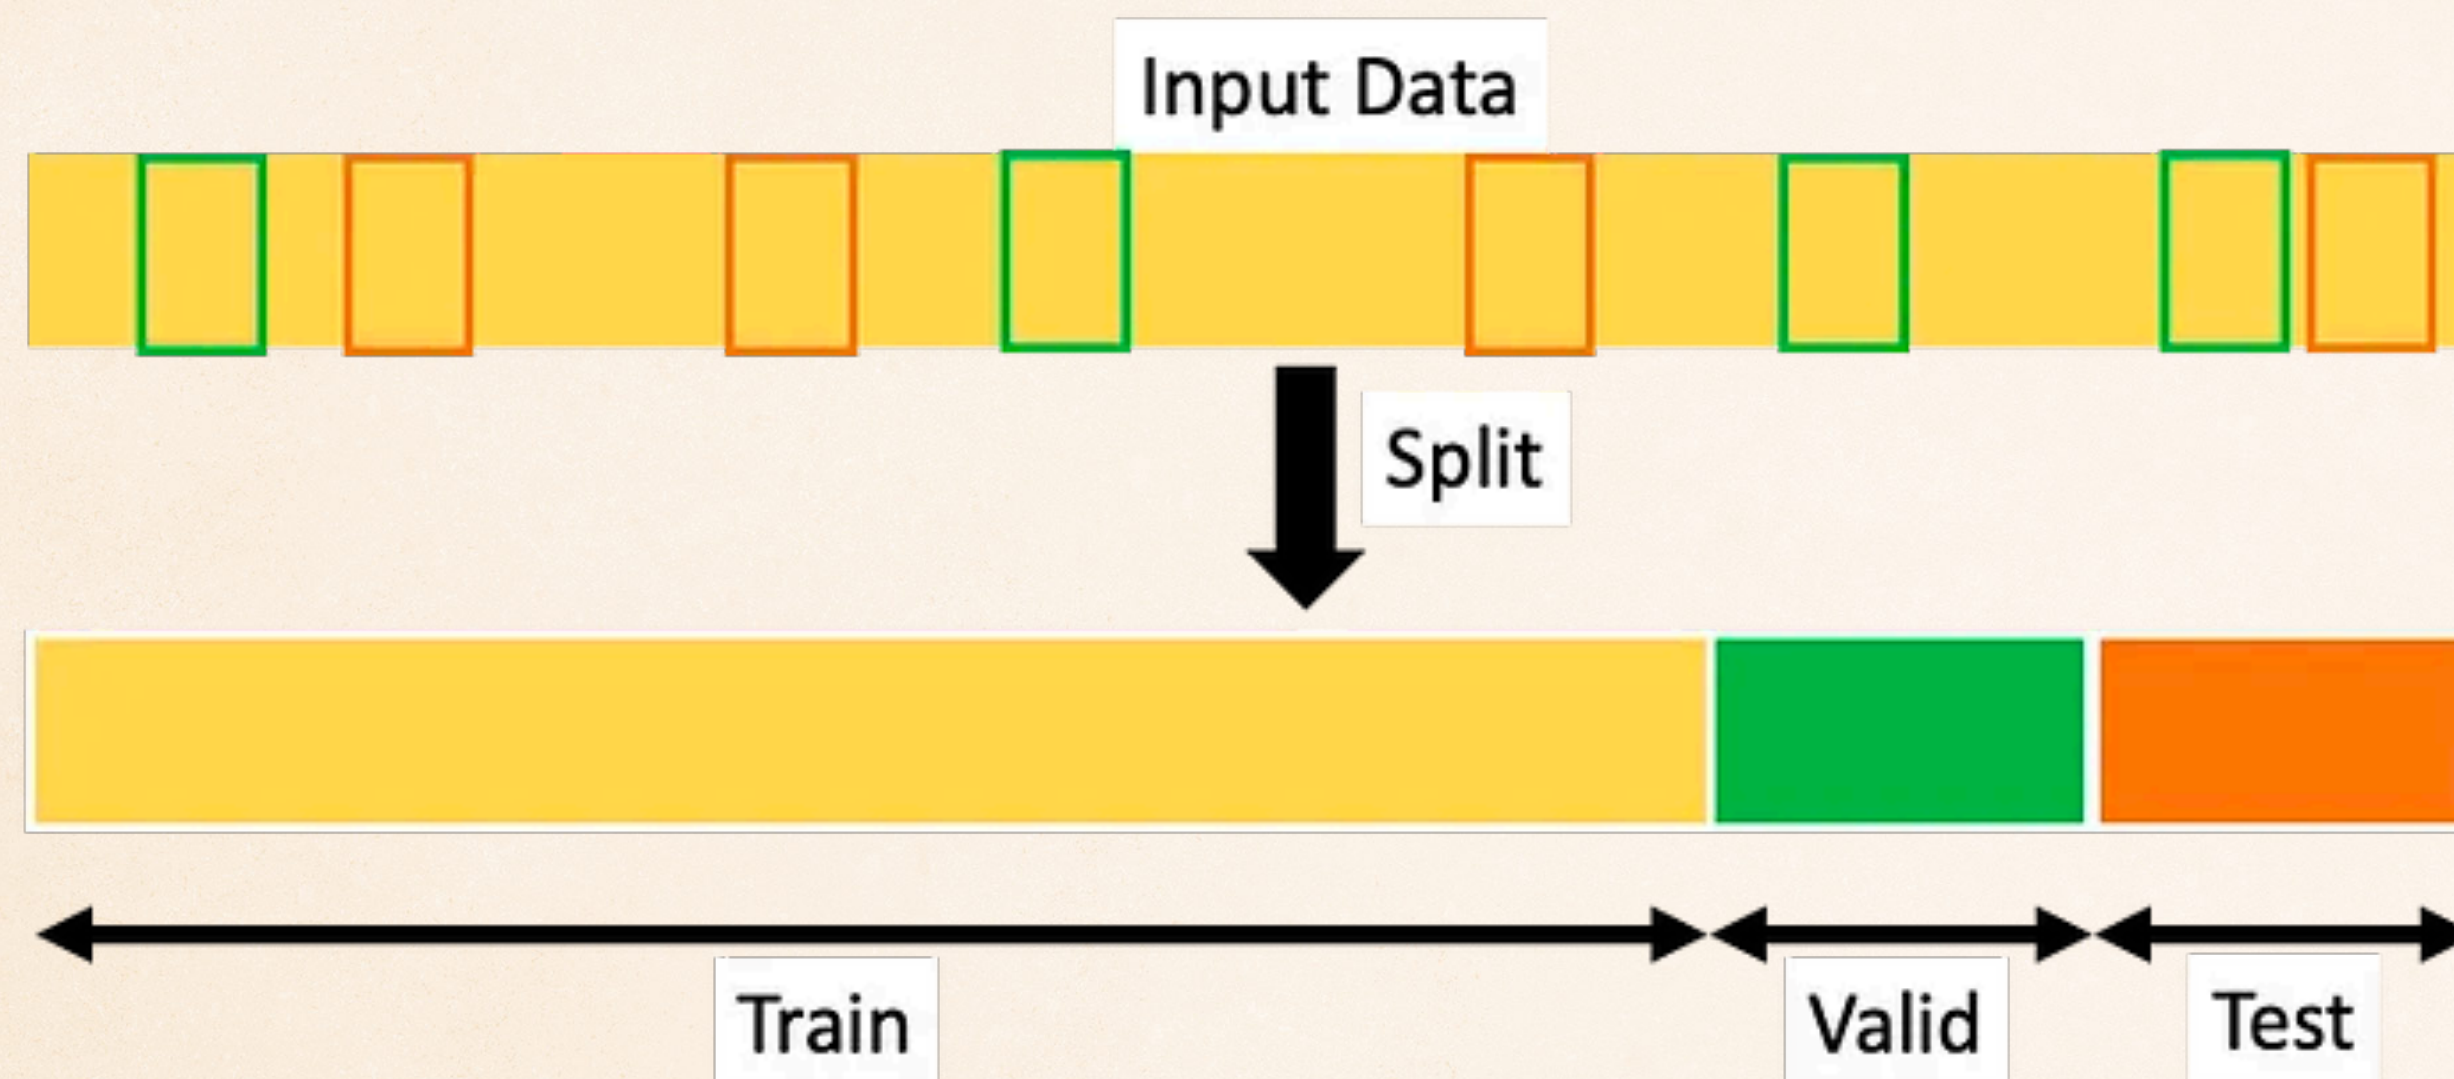 Input Data
Split
Train
Valid
Test